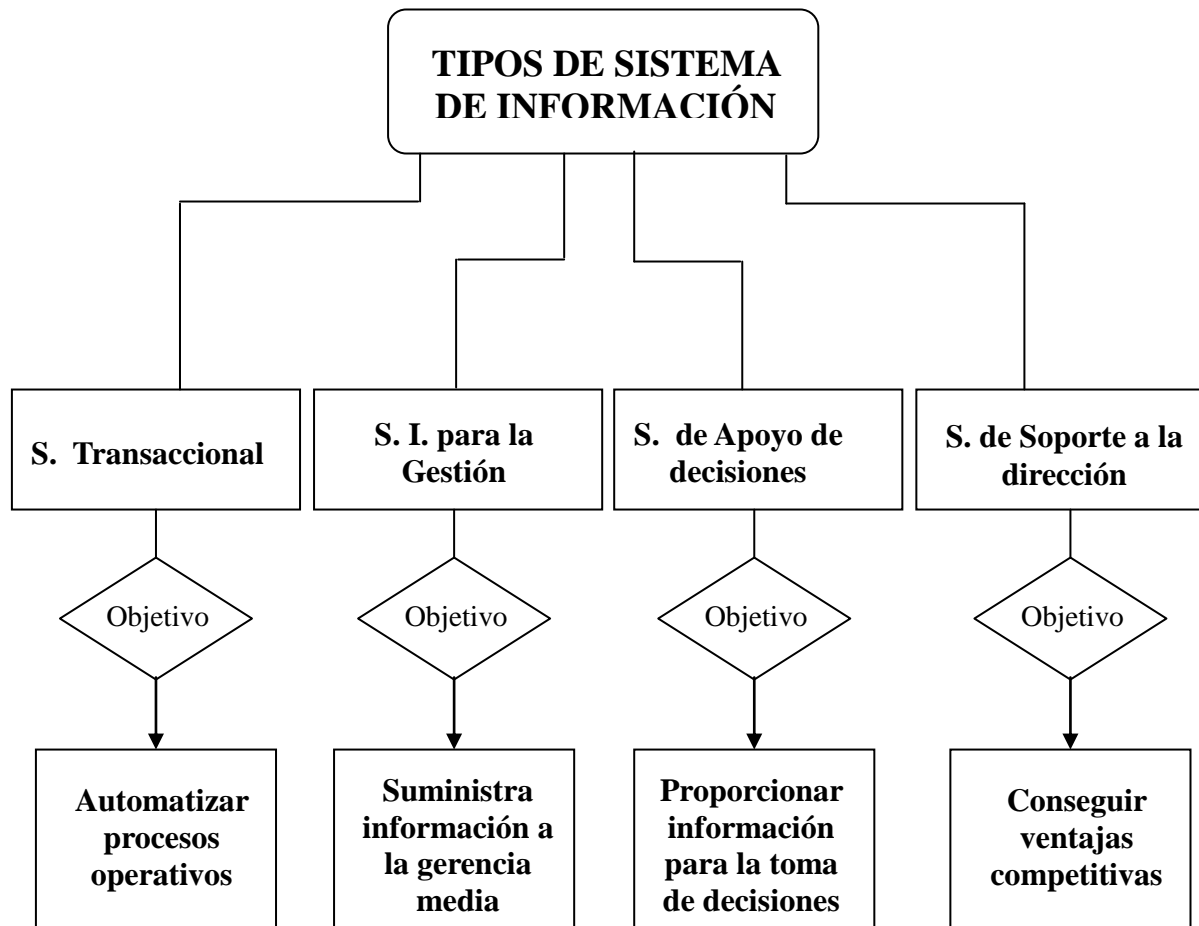 TIPOS DE SISTEMA
DE INFORMACIÓN
S. Transaccional
S. I. para la
Gestión
S. de Apoyo de
decisiones
S. de Soporte a la
dirección
Objetivo
Objetivo
Objetivo
Objetivo
Automatizar
procesos
operativos
Suministra
información a
la gerencia
media
Proporcionar
información
para la toma
de decisiones
Conseguir
ventajas
competitivas